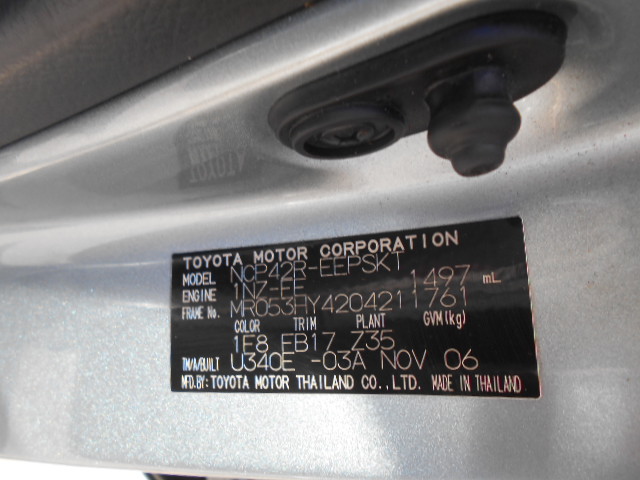 TOYOTA MOTOR CORPORATION
MODEL NCP42R-EEPSKT
ENGINE 1NZ-FE 1497 mL
FRAME No. MR053HY4204211761
COLOR TRIM PLANT GVM(kg)
1E8 FB17 Z35
TM/A/BUILT U340E -03A NOV 06
MFD.BY:TOYOTA MOTOR THAILAND CO.,LTD. MADE IN THAILAND